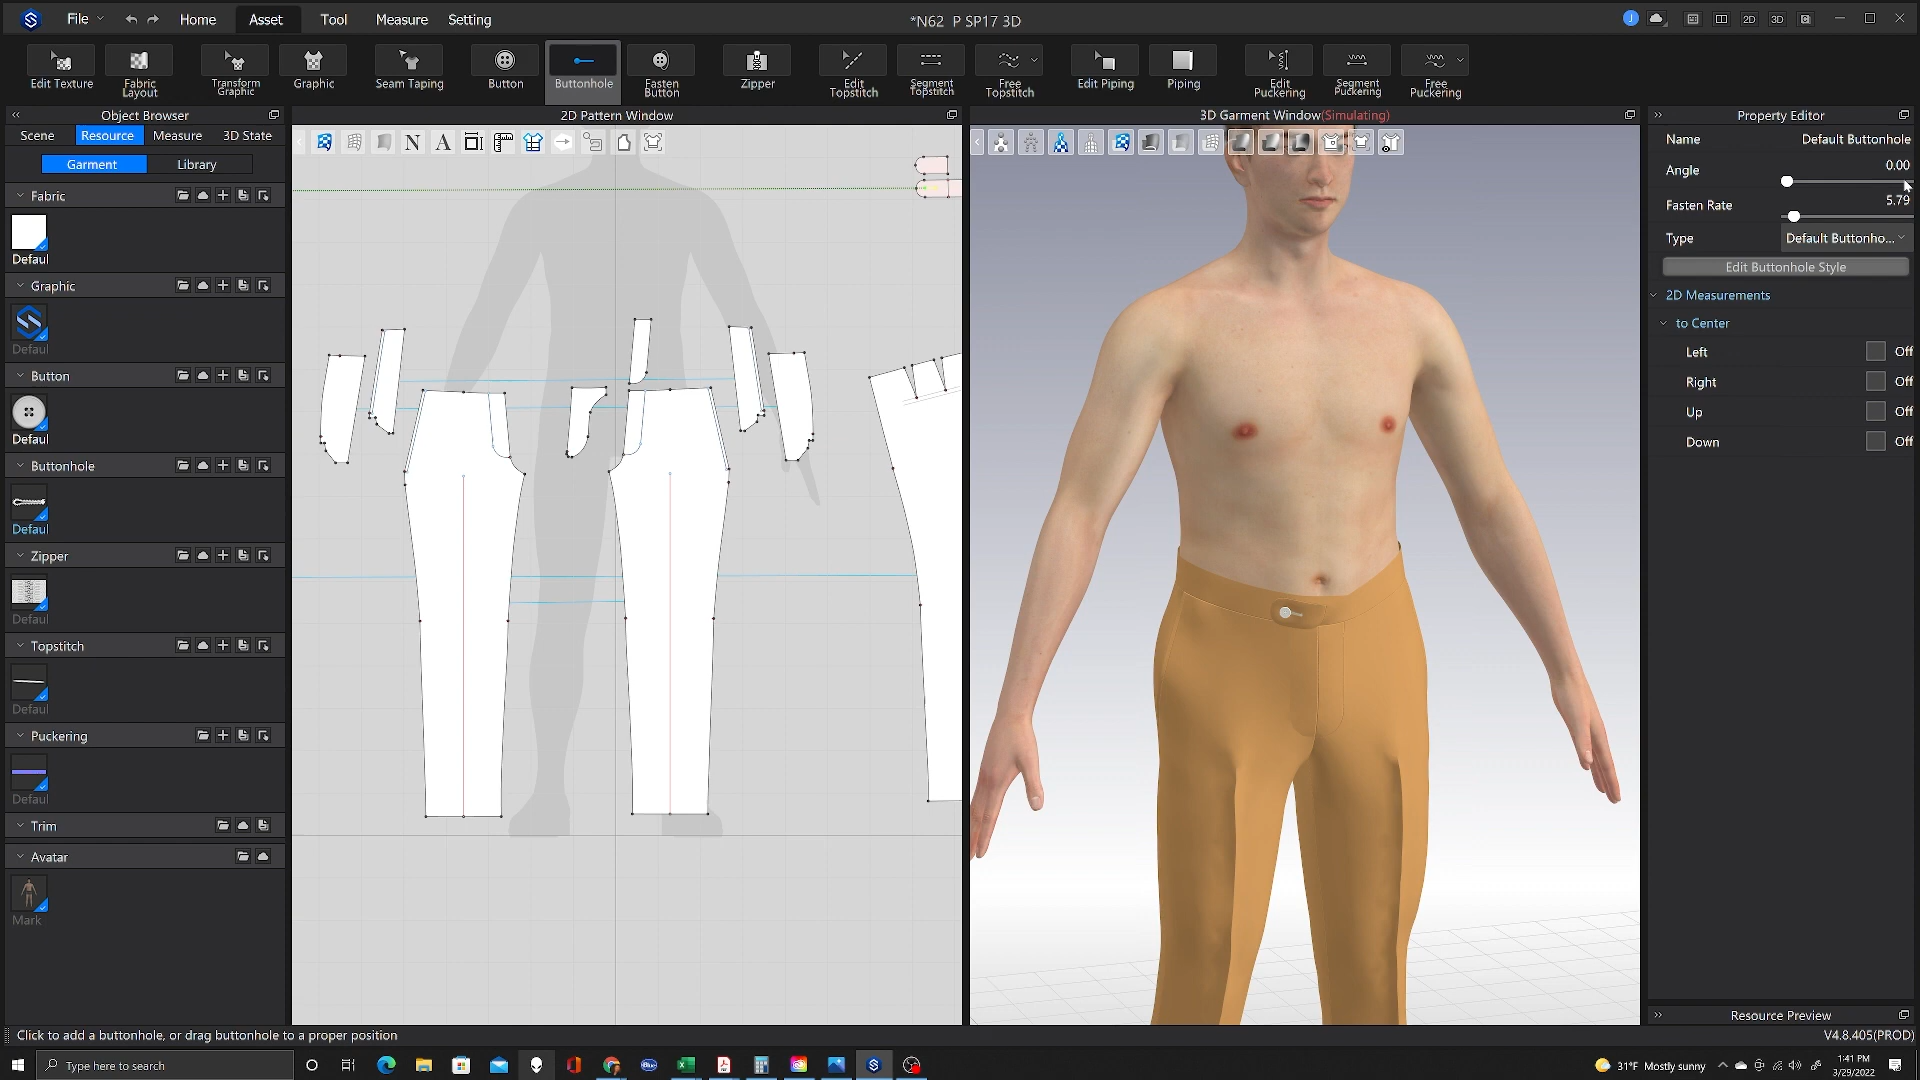 File
Home
Asset
Tool
Measure
Setting
*N62 P SP17 3D
J
2D
3D
Edit Texture
Fabric
Layout
Transform
Graphic
Graphic
Seam Taping
Button
Buttonhole
Fasten
Button
Zipper
Edit
Topstitch
Segment
Topstitch
Free
Topstitch
Edit Piping
Piping
Edit
Puckering
Segment
Puckering
Free
Puckering
Object Browser
2D Pattern Window
3D Garment Window(Simulating)
Property Editor
Scene
Resource
Measure
3D State
Garment
Library
N
A
Fabric
Defaul
Graphic
Defaul
Button
Defaul
Buttonhole
Defaul
Zipper
Defaul
Topstitch
Defaul
Puckering
Defaul
Trim
Avatar
Mark
Name Default Buttonhole
Angle 0.00
Fasten Rate 5.79
Type Default Buttonho...
Edit Buttonhole Style
2D Measurements
to Center
Left Off
Right Off
Up Off
Down Off
Resource Preview
Click to add a buttonhole, or drag buttonhole to a proper position
V4.8.405(PROD)
Type here to search
31°F Mostly sunny
1:41 PM
3/29/2022